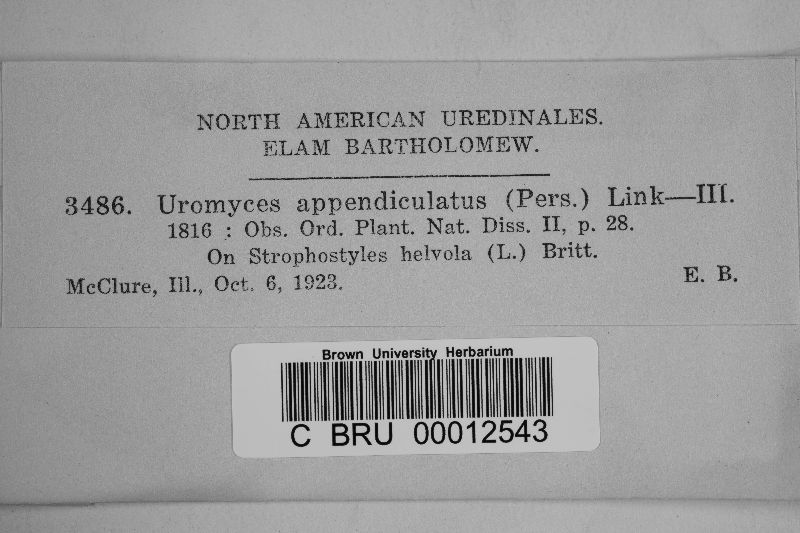 NORTH AMERICAN UREDINALES.
ELAM BARTHOLOMEW.
3486. Uromyces appendiculatus (Pers.) Link—III.
1816 : Obs. Ord. Plant. Nat. Diss. II, p. 28.
On Strophostyles helvola (L.) Britt.
McClure, Ill., Oct. 6, 1923. E. B.
Brown University Herbarium
C BRU 00012543